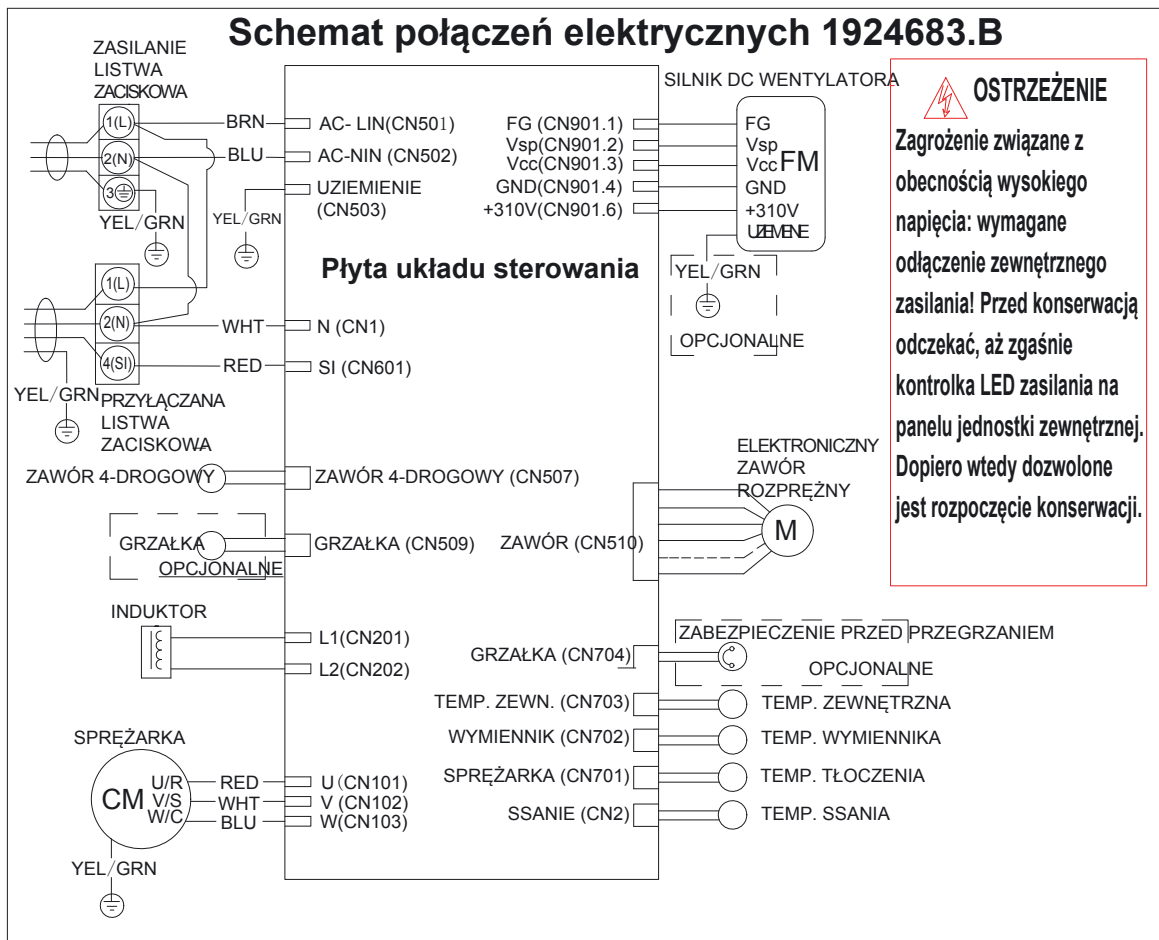 Schemat połączeń elektrycznych 1924683.B
ZASILANIE
LISTWA
ZACISKOWA
1(L)
2(N)
3
YEL/GRN
BRN
BLU
YEL/GRN
AC- LIN(CN501)
AC-NIN (CN502)
UZIEMIENIE
(CN503)
1(L)
2(N)
4(SI)
YEL/GRN
PRZYŁĄCZANA
LISTWA
ZACISKOWA
WHT
RED
N (CN1)
SI (CN601)
Płyta układu sterowania
ZAWÓR 4-DROGOWY
ZAWÓR 4-DROGOWY (CN507)
GRZAŁKA
OPCJONALNE
GRZAŁKA (CN509)
INDUKTOR
L1(CN201)
L2(CN202)
SPRĘŻARKA
CM
U/R
V/S
W/C
RED
WHT
BLU
U (CN101)
V (CN102)
W(CN103)
YEL/GRN
SILNIK DC WENTYLATORA
FG (CN901.1)
Vsp(CN901.2)
Vcc(CN901.3)
GND(CN901.4)
+310V(CN901.6)
FG
Vsp
Vcc
FM
GND
+310V
UZIEMENE
YEL/GRN
OPCJONALNE
ELEKTRONICZNY
ZAWÓR
ROZPRĘŻNY
ZAWÓR (CN510)
M
GRZAŁKA (CN704)
ZABEZPIECZENIE PRZED PRZEGRZANIEM
OPCJONALNE
TEMP. ZEWN. (CN703)
TEMP. ZEWNĘTRZNA
WYMIENNIK (CN702)
TEMP. WYMIENNIKA
SPRĘŻARKA (CN701)
TEMP. TŁOCZENIA
SSANIE (CN2)
TEMP. SSANIA
OSTRZEŻENIE
Zagrożenie związane z
obecnością wysokiego
napięcia: wymagane
odłączenie zewnętrznego
zasilania! Przed konserwacją
odczekać, aż zgaśnie
kontrolka LED zasilania na
panelu jednostki zewnętrznej.
Dopiero wtedy dozwolone
jest rozpoczęcie konserwacji.